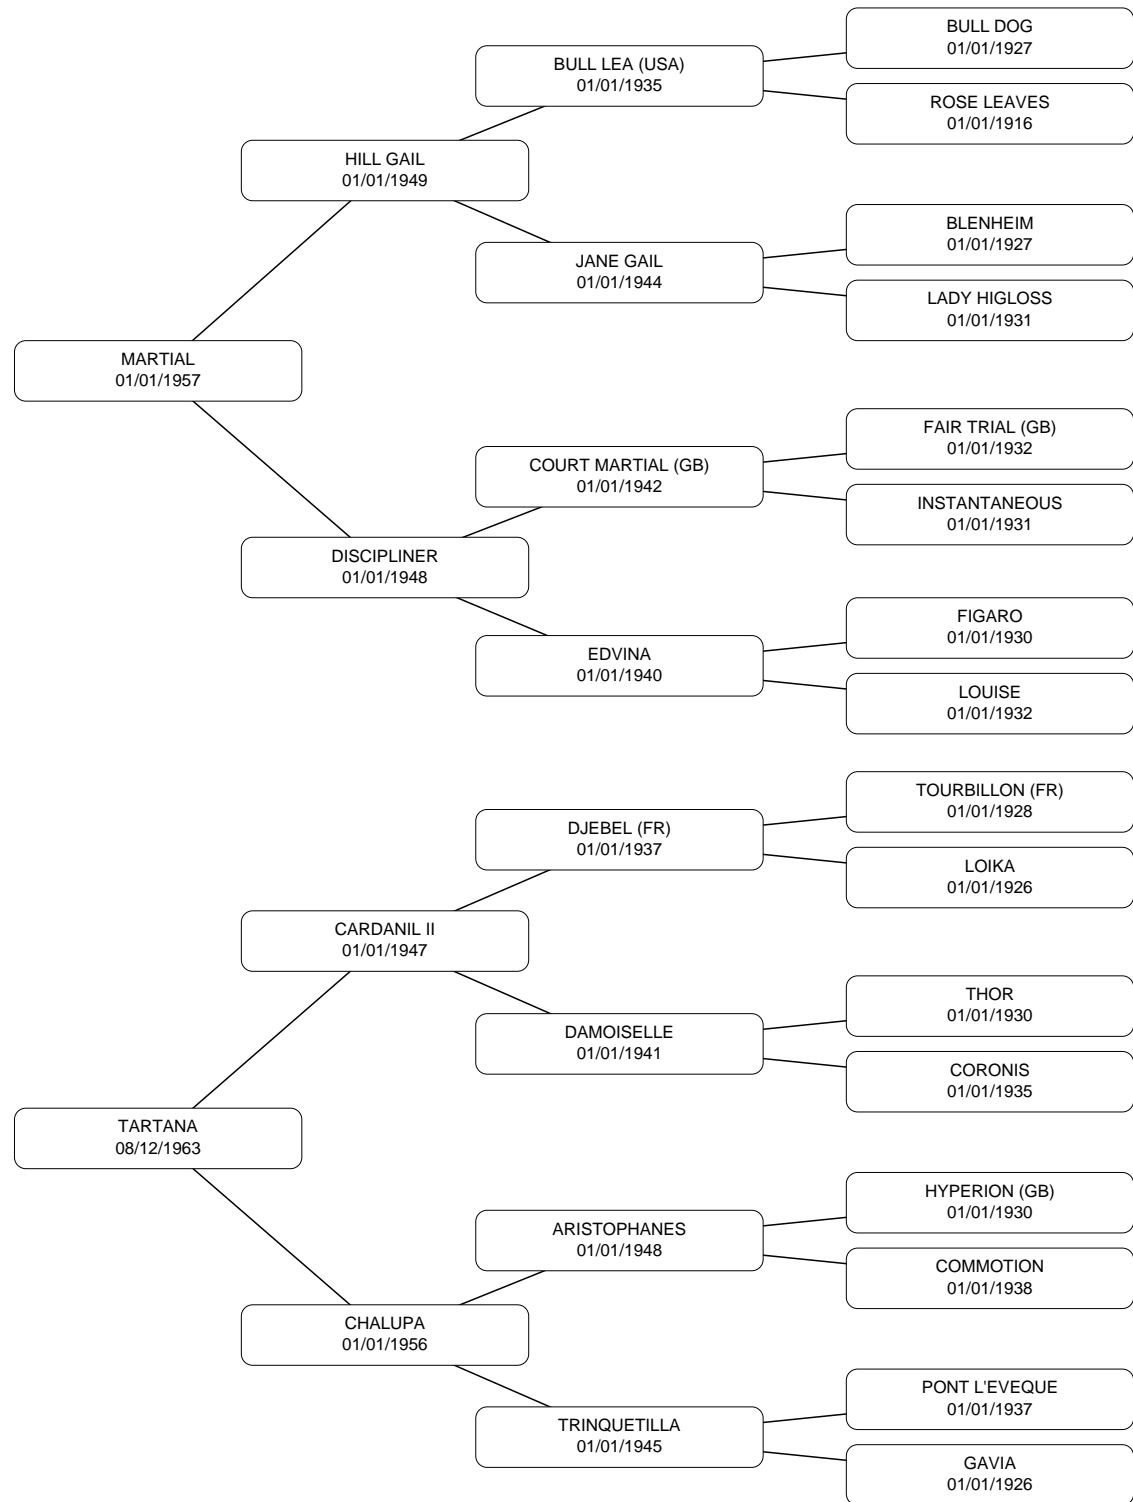 BULL DOG
01/01/1927
BULL LEA (USA)
01/01/1935
ROSE LEAVES
01/01/1916
HILL GAIL
01/01/1949
BLENHEIM
01/01/1927
JANE GAIL
01/01/1944
LADY HIGLOSS
01/01/1931
MARTIAL
01/01/1957
FAIR TRIAL (GB)
01/01/1932
COURT MARTIAL (GB)
01/01/1942
INSTANTANEOUS
01/01/1931
DISCIPLINER
01/01/1948
FIGARO
01/01/1930
EDVINA
01/01/1940
LOUISE
01/01/1932
TOURBILLON (FR)
01/01/1928
DJEBEL (FR)
01/01/1937
LOIKA
01/01/1926
CARDANIL II
01/01/1947
THOR
01/01/1930
DAMOISELLE
01/01/1941
CORONIS
01/01/1935
TARTANA
08/12/1963
HYPERION (GB)
01/01/1930
ARISTOPHANES
01/01/1948
COMMOTION
01/01/1938
CHALUPA
01/01/1956
PONT L'EVEQUE
01/01/1937
TRINQUETILLA
01/01/1945
GAVIA
01/01/1926